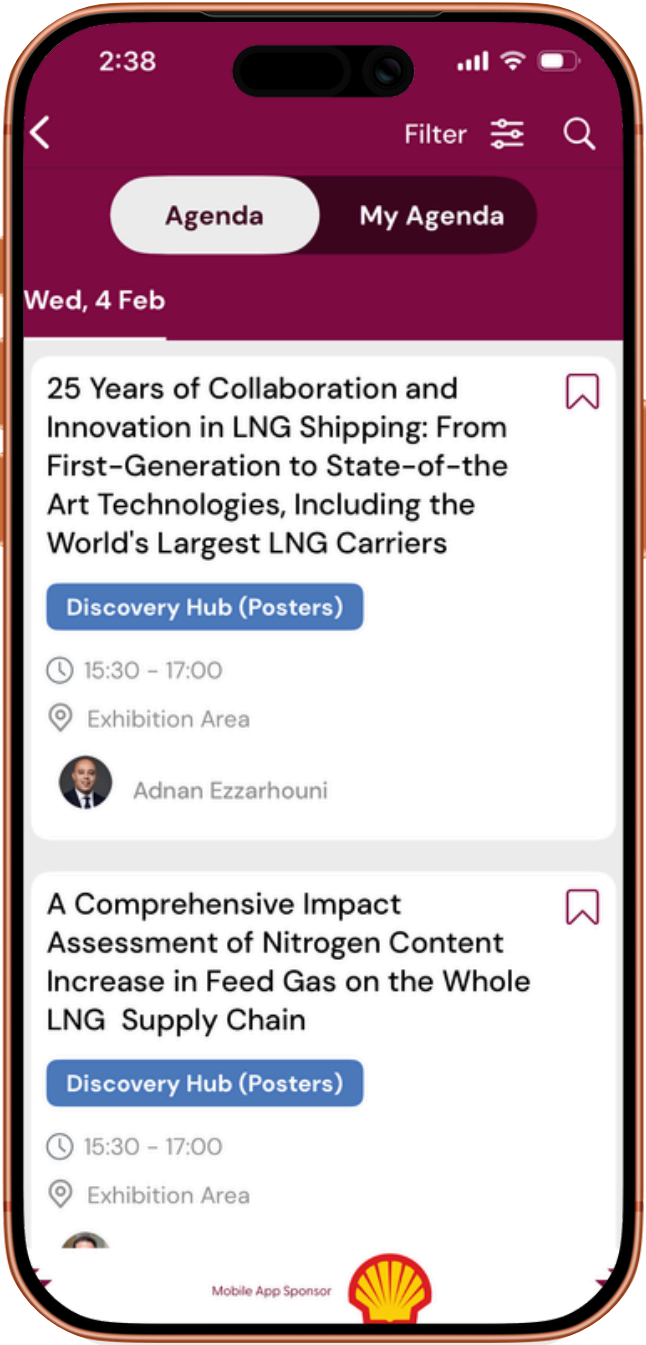 2:38
Filter
Agenda
My Agenda
Wed, 4 Feb
25 Years of Collaboration and
Innovation in LNG Shipping: From
First-Generation to State-of-the
Art Technologies, Including the
World's Largest LNG Carriers
Discovery Hub (Posters)
15:30 - 17:00
Exhibition Area
Adnan Ezzarhouni
A Comprehensive Impact
Assessment of Nitrogen Content
Increase in Feed Gas on the Whole
LNG  Supply Chain
Discovery Hub (Posters)
15:30 - 17:00
Exhibition Area
Mobile App Sponsor